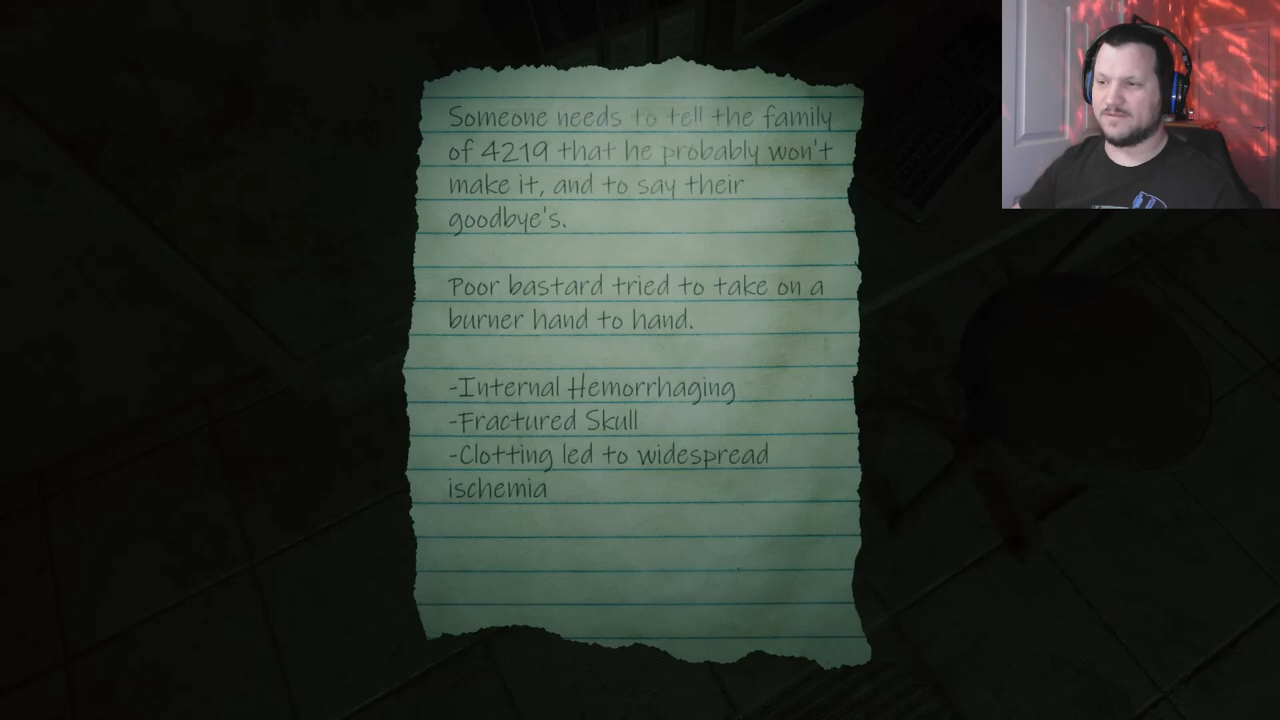 Someone needs to tell the family
of 4219 that he probably won't
make it, and to say their
goodbye's.
Poor bastard tried to take on a
burner hand to hand.
-Internal Hemorrhaging
-Fractured Skull
-Clotting led to widespread
ischemia